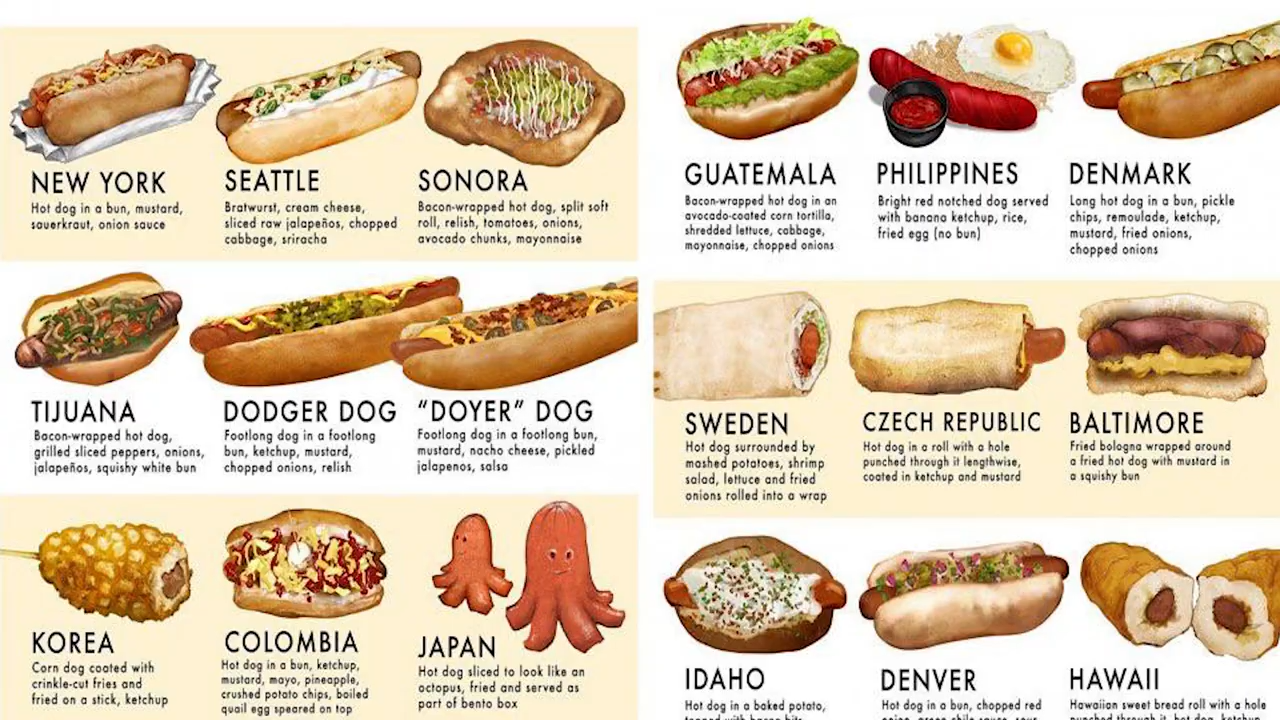 NEW YORK
Hot dog in a bun, mustard,
sauerkraut, onion sauce
SEATTLE
Bratwurst, cream cheese,
sliced raw jalapeños, chopped
cabbage, sriracha
SONORA
Bacon-wrapped hot dog, split soft
roll, relish, tomatoes, onions,
avocado chunks, mayonnaise
TIJUANA
Bacon-wrapped hot dog,
grilled sliced peppers, onions,
jalapeños, squishy white bun
DODGER DOG
Footlong dog in a footlong
bun, ketchup, mustard,
chopped onions, relish
“DOYER” DOG
Footlong dog in a footlong bun,
mustard, nacho cheese, pickled
jalapenos, salsa
KOREA
Corn dog coated with
crinkle-cut fries and
fried on a stick, ketchup
COLOMBIA
Hot dog in a bun, ketchup,
mustard, mayo, pineapple,
crushed potato chips, boiled
quail egg speared on top
JAPAN
Hot dog sliced to look like an
octopus, fried and served as
part of bento box
GUATEMALA
Bacon-wrapped hot dog in an
avocado-coated corn tortilla,
shredded lettuce, cabbage,
mayonnaise, chopped onions
PHILIPPINES
Bright red notched dog served
with banana ketchup, rice,
fried egg (no bun)
DENMARK
Long hot dog in a bun, pickle
chips, remoulade, ketchup,
mustard, fried onions,
chopped onions
SWEDEN
Hot dog surrounded by
mashed potatoes, shrimp
salad, lettuce and fried
onions rolled into a wrap
CZECH REPUBLIC
Hot dog in a roll with a hole
punched through it lengthwise,
coated in ketchup and mustard
BALTIMORE
Fried bologna wrapped around
a fried hot dog with mustard in
a squishy bun
IDAHO
Hot dog in a baked potato,
topped with bacon bits
DENVER
Hot dog in a bun, chopped red
HAWAII
Hawaiian sweet bread roll with a hole
punched through it, hot dog, ketchup